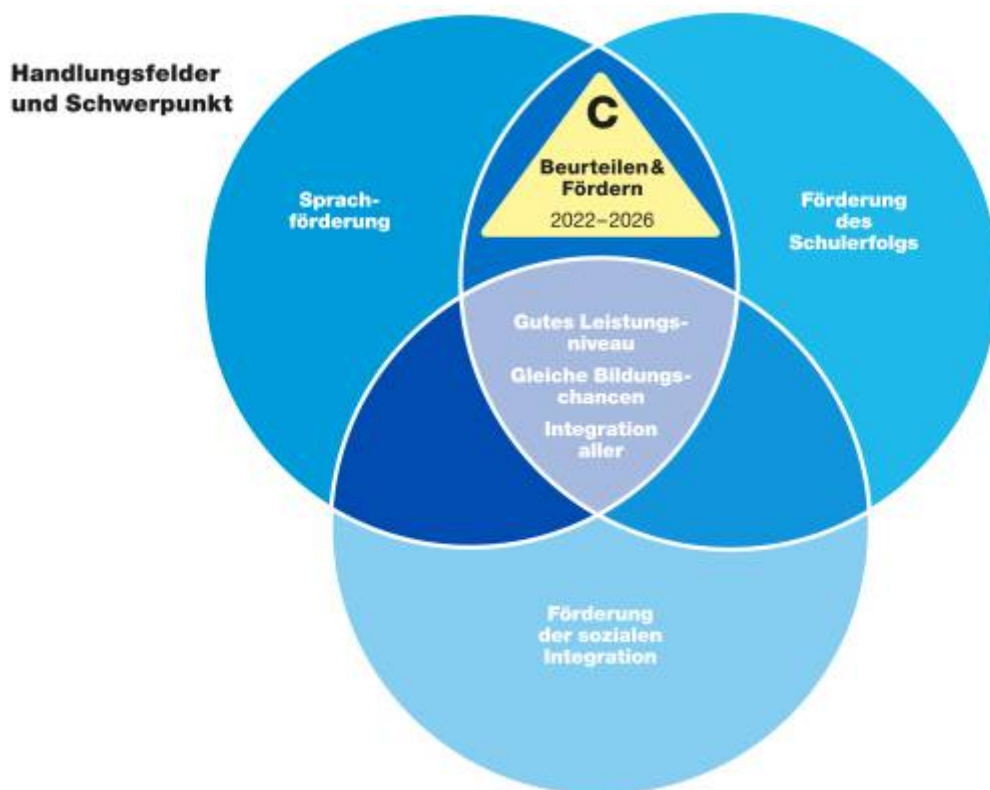 Handlungsfelder
und Schwerpunkt
C
Beurteilen &
Fördern
2022–2026
Sprach-
förderung
Förderung
des
Schulerfolgs
Gutes Leistungs-
niveau
Gleiche Bildungs-
chancen
Integration
aller
Förderung
der sozialen
Integration